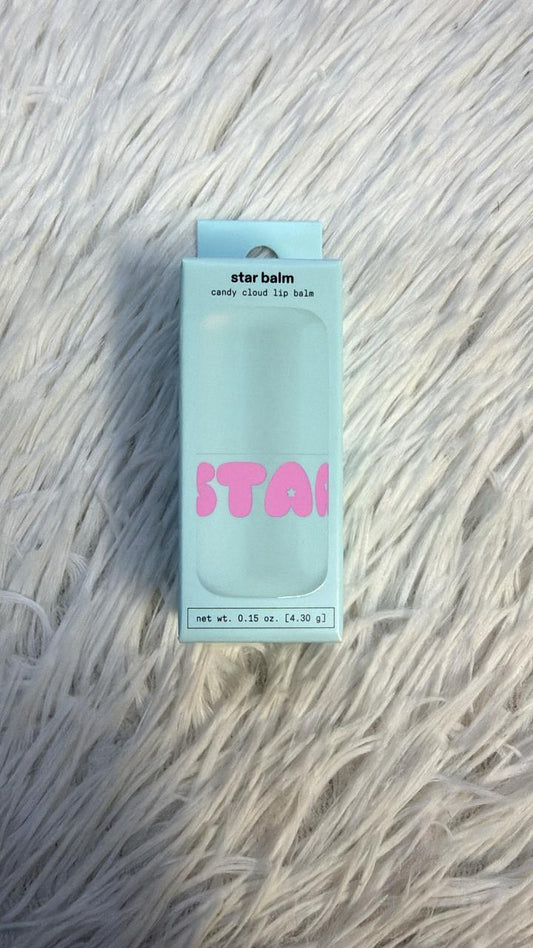 star balm
candy cloud lip balm
STAR
net wt. 0.15 oz. [4.30 g]